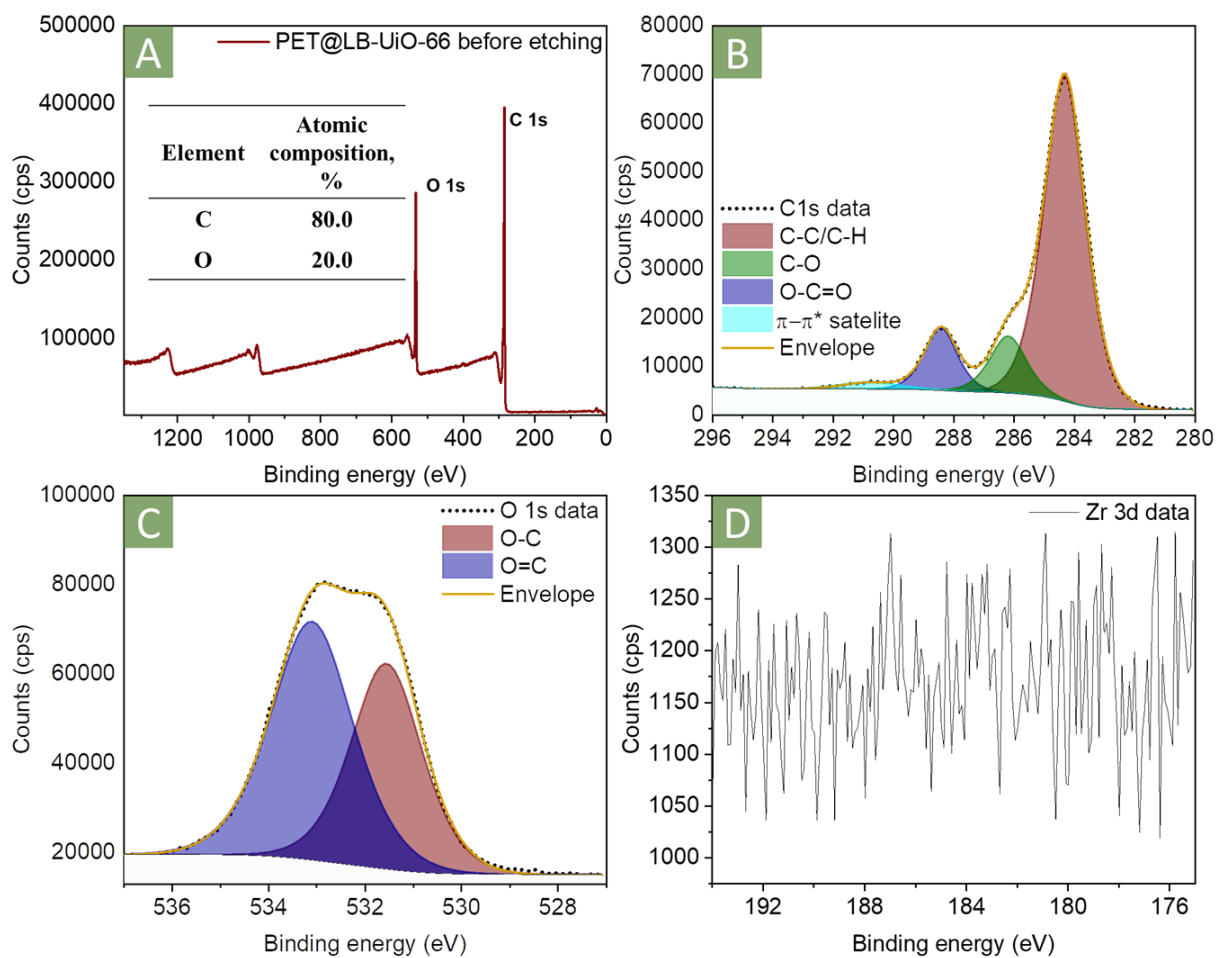 A
PET@LB-UiO-66 before etching
Element
Atomic
composition,
%
C 80.0
O 20.0
O 1s
C 1s
500000
400000
300000
200000
100000
Counts (cps)
1200 1000 800 600 400 200 0
Binding energy (eV)
B
C1s data
C-C/C-H
C-O
O-C=O
π−π* satelite
Envelope
80000
70000
60000
50000
40000
30000
20000
10000
0
Counts (cps)
296 294 292 290 288 286 284 282 280
Binding energy (eV)
C
O 1s data
O-C
O=C
Envelope
100000
80000
60000
40000
20000
Counts (cps)
536 534 532 530 528
Binding energy (eV)
D
Zr 3d data
1350
1300
1250
1200
1150
1100
1050
1000
Counts (cps)
192 188 184 180 176
Binding energy (eV)